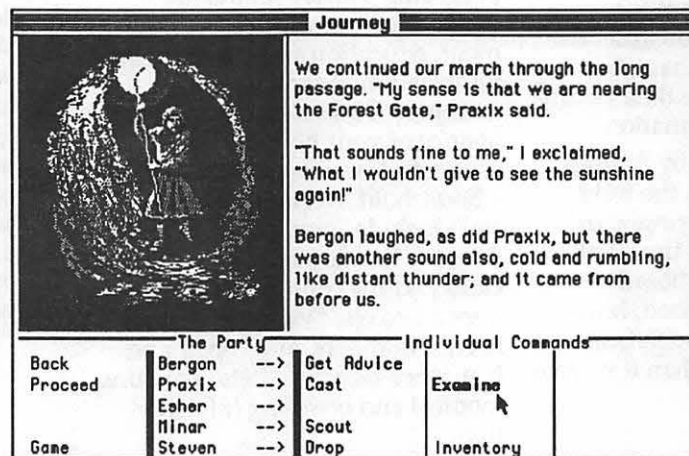 Journey
We continued our march through the long
passage. "My sense is that we are nearing
the Forest Gate," Praxix said.
"That sounds fine to me," I exclaimed,
"What I wouldn't give to see the sunshine
again!"
Bergon laughed, as did Praxix, but there
was another sound also, cold and rumbling,
like distant thunder; and it came from
before us.
The Party Individual Commands
Back Bergon --> Get Advice
Proceed Praxix --> Cast Examine
Esher -->
Minar --> Scout
Game Steven --> Drop Inventory